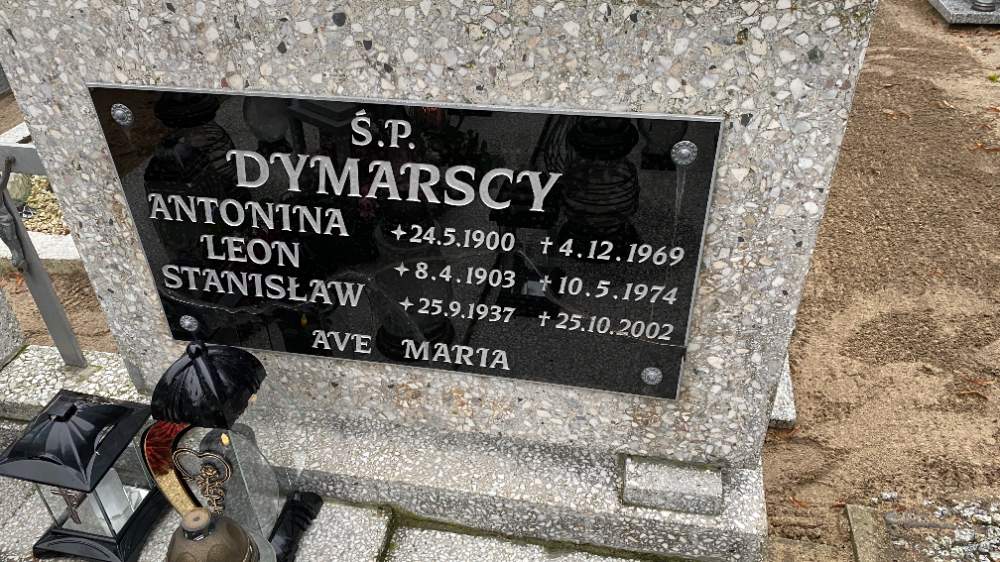 Ś.P.
DYMARSCY
ANTONINA ✦24.5.1900 ✝4.12.1969
LEON ✦8.4.1903 ✝10.5.1974
STANISŁAW ✦25.9.1937 ✝25.10.2002
AVE MARIA